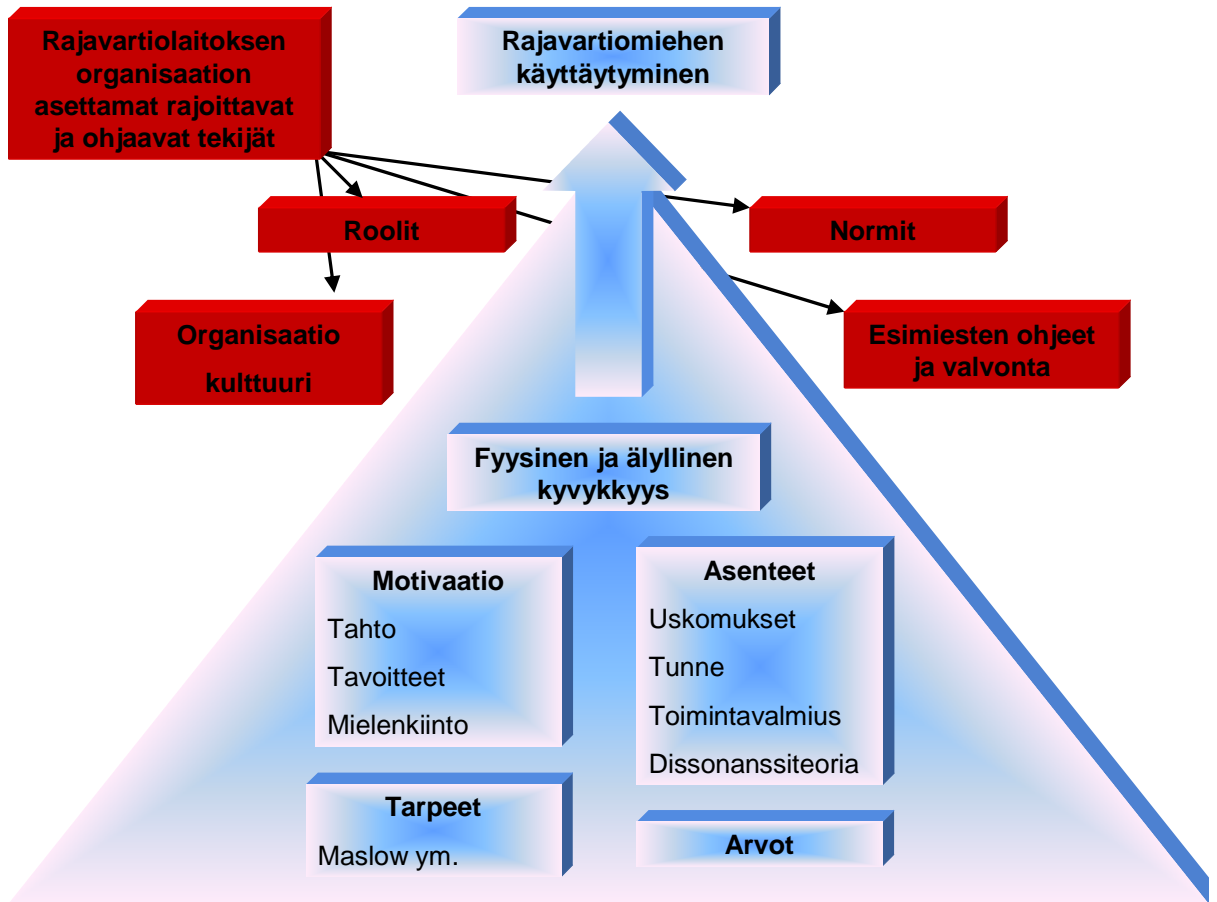 Rajavartiolaitoksen
organisaation
asettamat rajoittavat
ja ohjaavat tekijät
Rajavartiomiehen
käyttäytyminen
Roolit
Normit
Organisaatio
kulttuuri
Esimiesten ohjeet
ja valvonta
Fyysinen ja älyllinen
kyvykkyys
Motivaatio
Tahto
Tavoitteet
Mielenkiinto
Asenteet
Uskomukset
Tunne
Toimintavalmius
Dissonanssiteoria
Tarpeet
Maslow ym.
Arvot